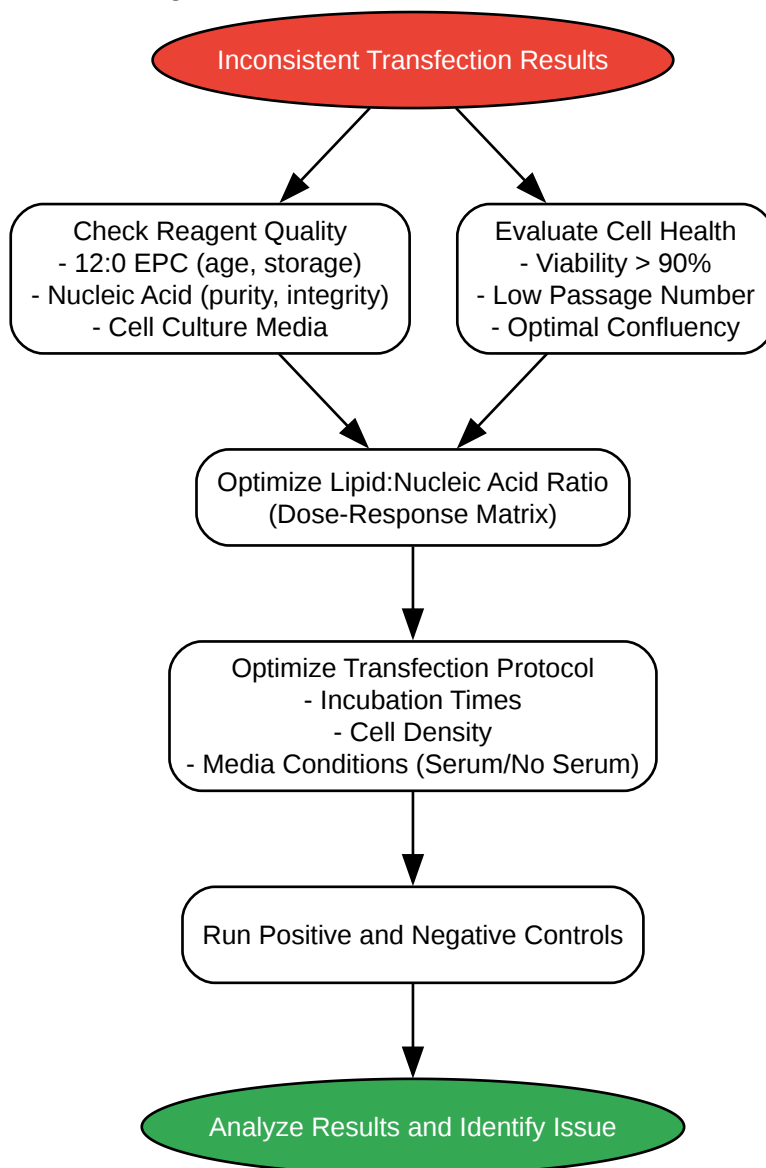 Inconsistent Transfection Results
Check Reagent Quality
- 12:0 EPC (age, storage)
- Nucleic Acid (purity, integrity)
- Cell Culture Media
Evaluate Cell Health
- Viability > 90%
- Low Passage Number
- Optimal Confluency
Optimize Lipid:Nucleic Acid Ratio
(Dose-Response Matrix)
Optimize Transfection Protocol
- Incubation Times
- Cell Density
- Media Conditions (Serum/No Serum)
Run Positive and Negative Controls
Analyze Results and Identify Issue